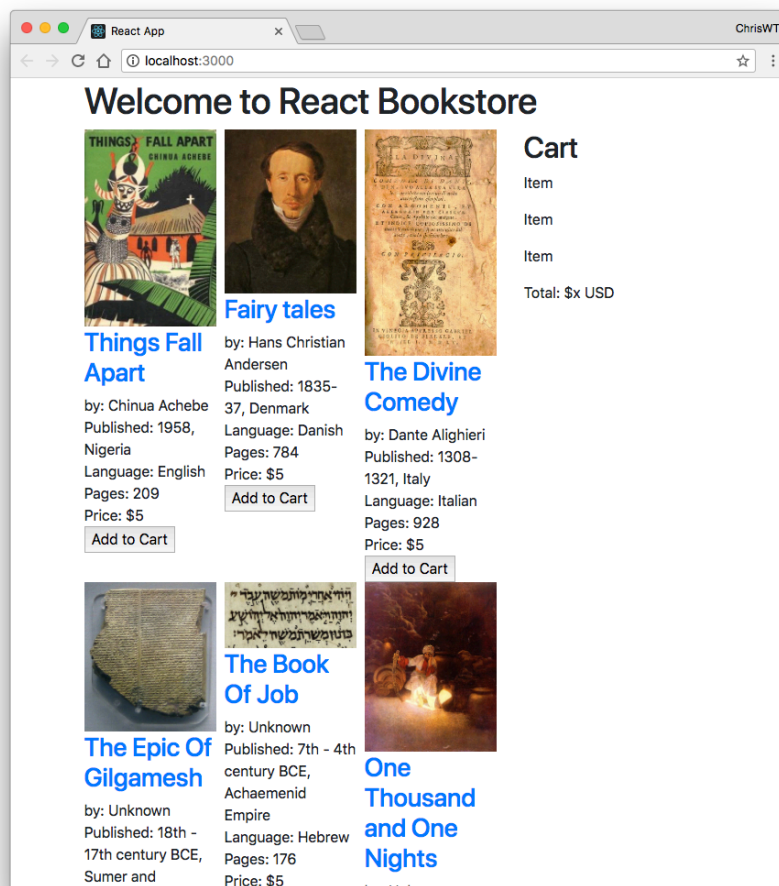 React App
ChrisWT
localhost:3000
Welcome to React Bookstore
THINGS FALL APART
CHINUA ACHEBE
Things Fall
Apart
by: Chinua Achebe
Published: 1958,
Nigeria
Language: English
Pages: 209
Price: $5
Add to Cart
Fairy tales
by: Hans Christian
Andersen
Published: 1835-
37, Denmark
Language: Danish
Pages: 784
Price: $5
Add to Cart
LA DIVINA
The Divine
Comedy
by: Dante Alighieri
Published: 1308-
1321, Italy
Language: Italian
Pages: 928
Price: $5
Add to Cart
Cart
Item
Item
Item
Total: $x USD
The Epic Of
Gilgamesh
by: Unknown
Published: 18th -
17th century BCE,
Sumer and
The Book
Of Job
by: Unknown
Published: 7th - 4th
century BCE,
Achaemenid
Empire
Language: Hebrew
Pages: 176
Price: $5
One
Thousand
and One
Nights